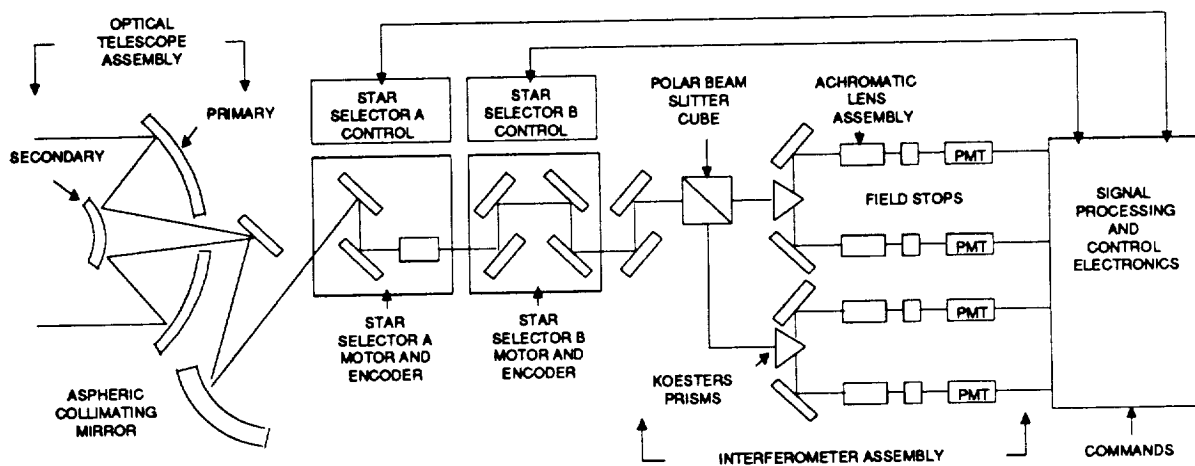 OPTICAL
TELESCOPE
ASSEMBLY
PRIMARY
SECONDARY
ASPHERIC
COLLIMATING
MIRROR
STAR
SELECTOR A
CONTROL
STAR
SELECTOR B
CONTROL
STAR
SELECTOR A
MOTOR AND
ENCODER
STAR
SELECTOR B
MOTOR AND
ENCODER
POLAR BEAM
SLITTER
CUBE
ACHROMATIC
LENS
ASSEMBLY
PMT
FIELD STOPS
PMT
PMT
PMT
KOESTERS
PRISMS
INTERFEROMETER ASSEMBLY
SIGNAL
PROCESSING
AND
CONTROL
ELECTRONICS
COMMANDS